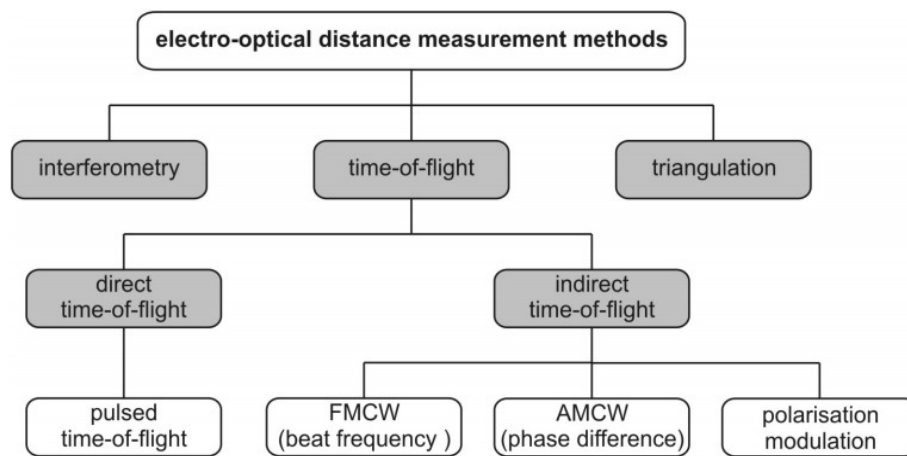 electro-optical distance measurement methods
interferometry
time-of-flight
triangulation
direct
time-of-flight
indirect
time-of-flight
pulsed
time-of-flight
FMCW
(beat frequency )
AMCW
(phase difference)
polarisation
modulation